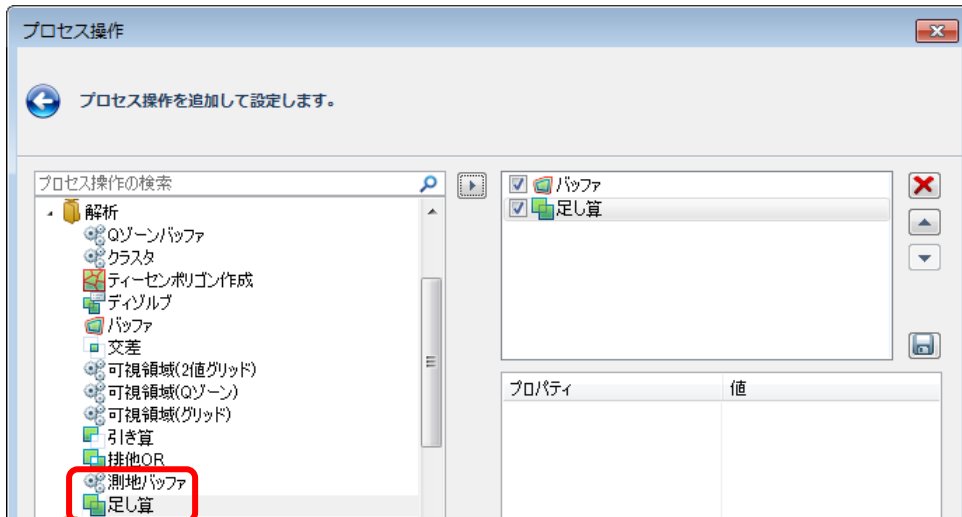 プロセス操作
プロセス操作を追加して設定します。
プロセス操作の検索
解析
Qゾーンバッファ
クラスタ
ティーセンポリゴン作成
ディゾルブ
バッファ
交差
可視領域(2値グリッド)
可視領域(Qゾーン)
可視領域(グリッド)
引き算
排他OR
測地バッファ
足し算
バッファ
足し算
プロパティ 値